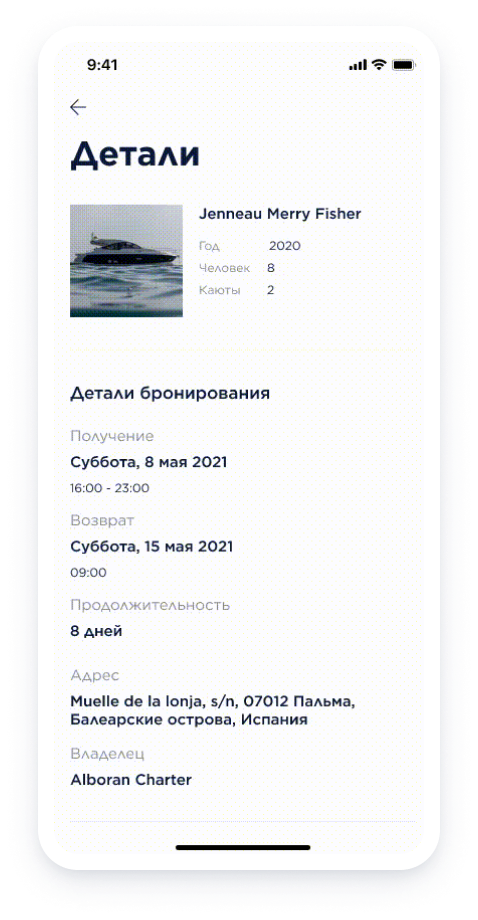 9:41
Детали
Jenneau Merry Fisher
Год 2020
Человек 8
Каюты 2
Детали бронирования
Получение
Суббота, 8 мая 2021
16:00 - 23:00
Возврат
Суббота, 15 мая 2021
09:00
Продолжительность
8 дней
Адрес
Muelle de la lonja, s/n, 07012 Пальма,
Балеарские острова, Испания
Владелец
Alboran Charter